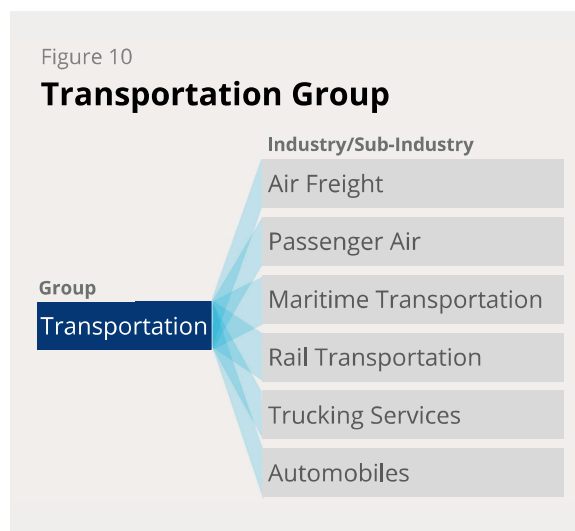 Figure 10
Transportation Group
Industry/Sub-Industry
Air Freight
Passenger Air
Maritime Transportation
Group
Transportation
Rail Transportation
Trucking Services
Automobiles